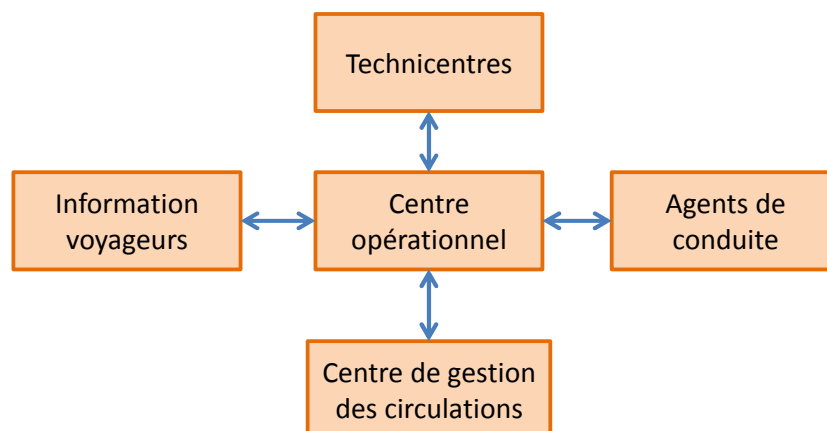 Technicentres
Information
voyageurs
Centre
opérationnel
Agents de
conduite
Centre de gestion
des circulations